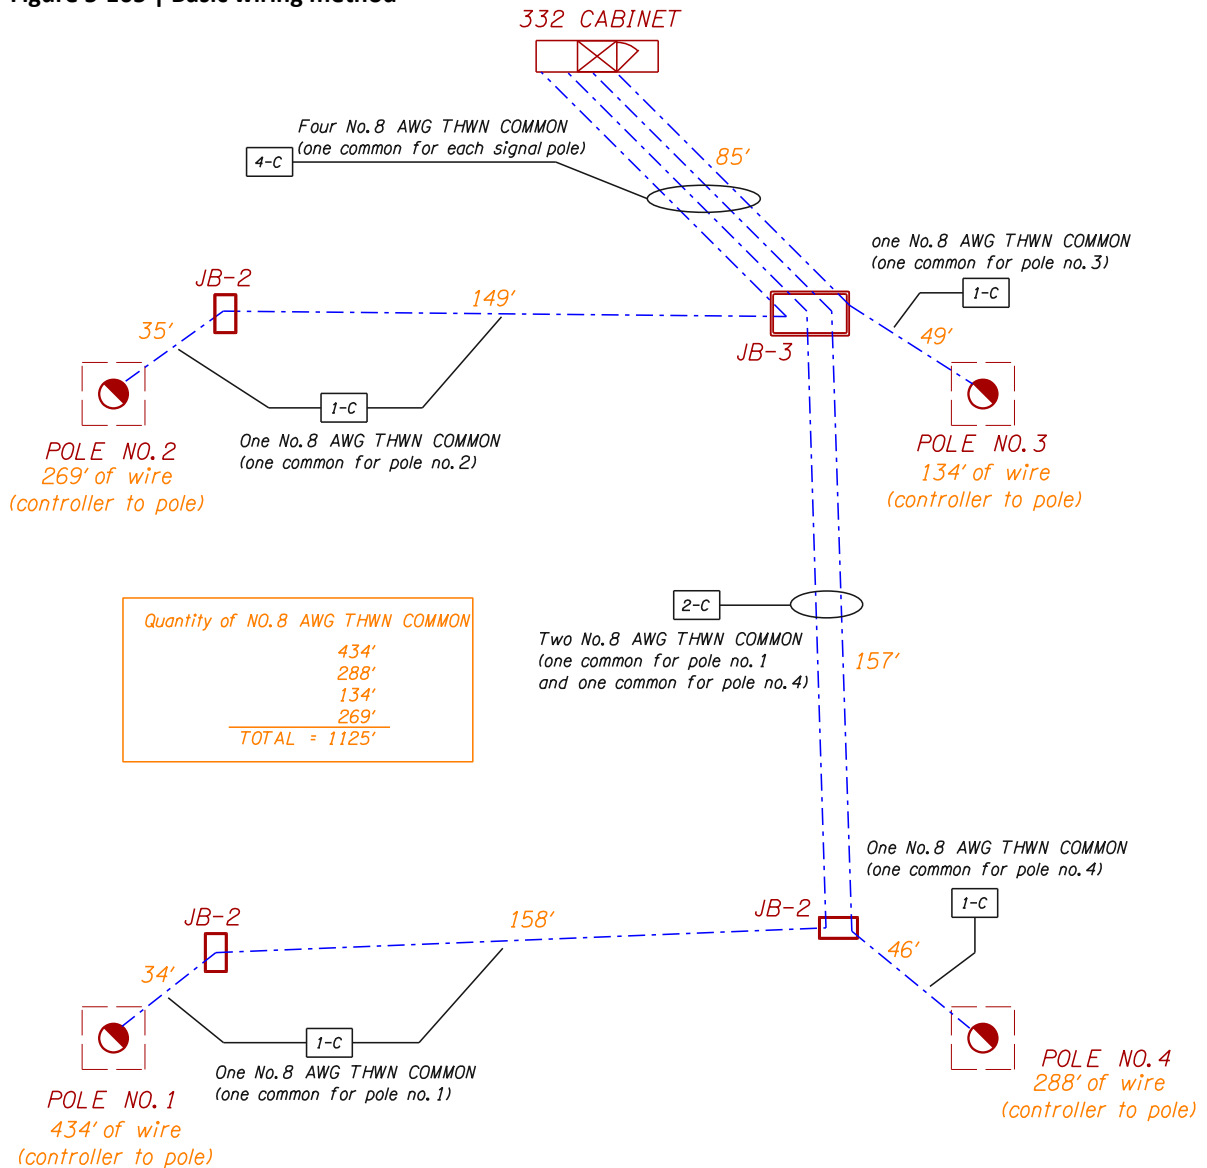 Figure 5-103 | Basic wiring method
332 CABINET
Four No.8 AWG THWN COMMON
(one common for each signal pole)
4-C
85'
one No.8 AWG THWN COMMON
(one common for pole no.3)
1-C
JB-2
149'
35'
JB-3
49'
1-C
One No.8 AWG THWN COMMON
(one common for pole no.2)
POLE NO.2
269' of wire
(controller to pole)
POLE NO.3
134' of wire
(controller to pole)
Quantity of NO.8 AWG THWN COMMON
434'
288'
134'
269'
TOTAL = 1125'
2-C
Two No.8 AWG THWN COMMON
(one common for pole no.1
and one common for pole no.4)
157'
One No.8 AWG THWN COMMON
(one common for pole no.4)
1-C
JB-2
158'
JB-2
34'
46'
1-C
One No.8 AWG THWN COMMON
(one common for pole no.1)
POLE NO.1
434' of wire
(controller to pole)
POLE NO.4
288' of wire
(controller to pole)